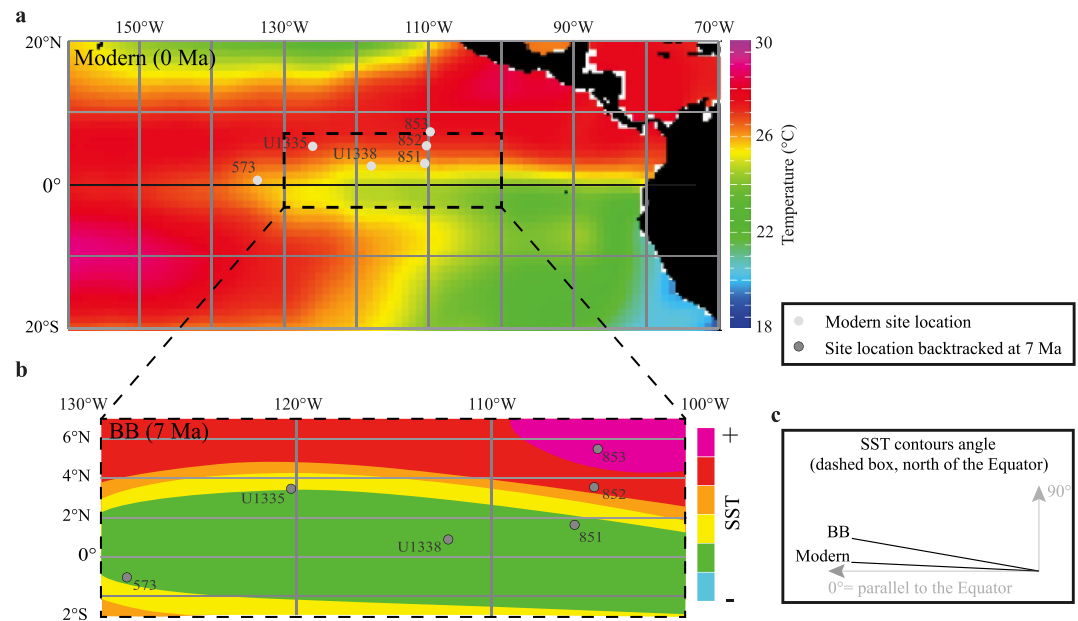 a
150°W 130°W 110°W 90°W 70°W
20°N
Modern (0 Ma)
30
853
U1335
852
26
U1338
851
573
0°
Temperature (°C)
22
20°S
18
Modern site location
Site location backtracked at 7 Ma
b
130°W 120°W 110°W 100°W
c
BB (7 Ma)
6°N
+
SST contours angle
(dashed box, north of the Equator)
853
4°N
90°
852
U1335
2°N
SST
BB
851
U1338
0°
Modern
573
0°= parallel to the Equator
-
2°S